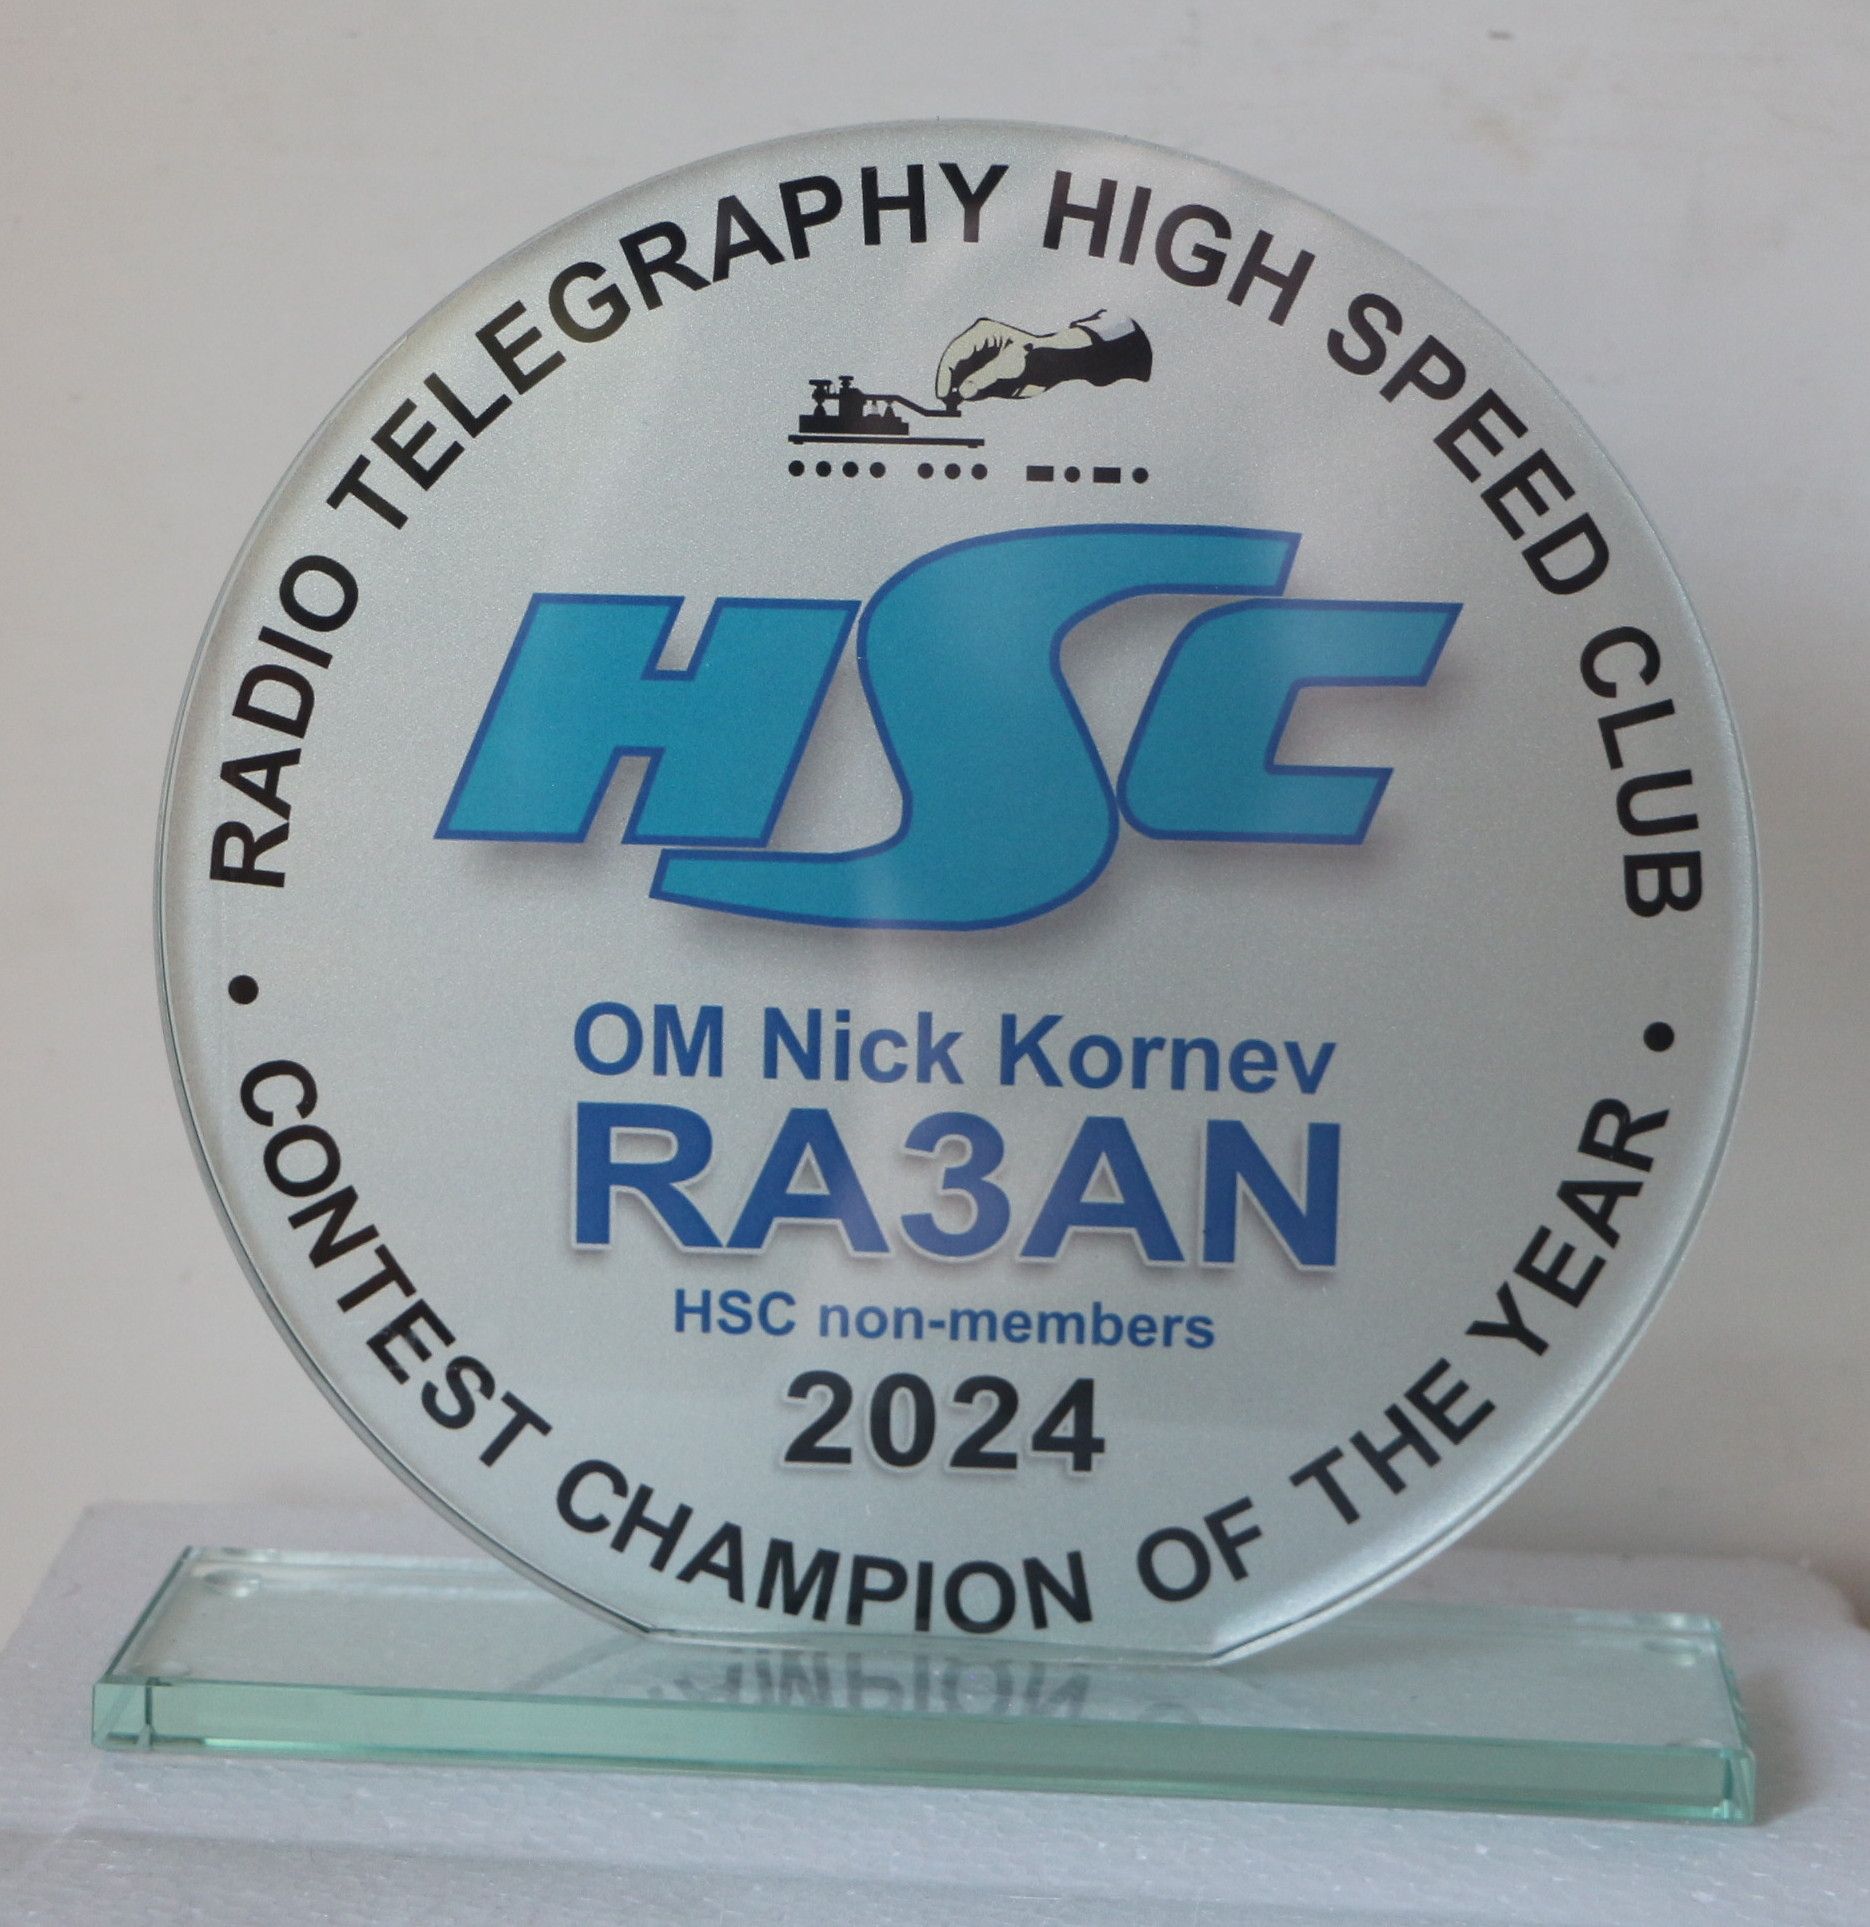 RADIO TELEGRAPHY HIGH SPEED CLUB
HSC
OM Nick Kornev
RA3AN
HSC non-members
2024
• CONTEST CHAMPION OF THE YEAR •